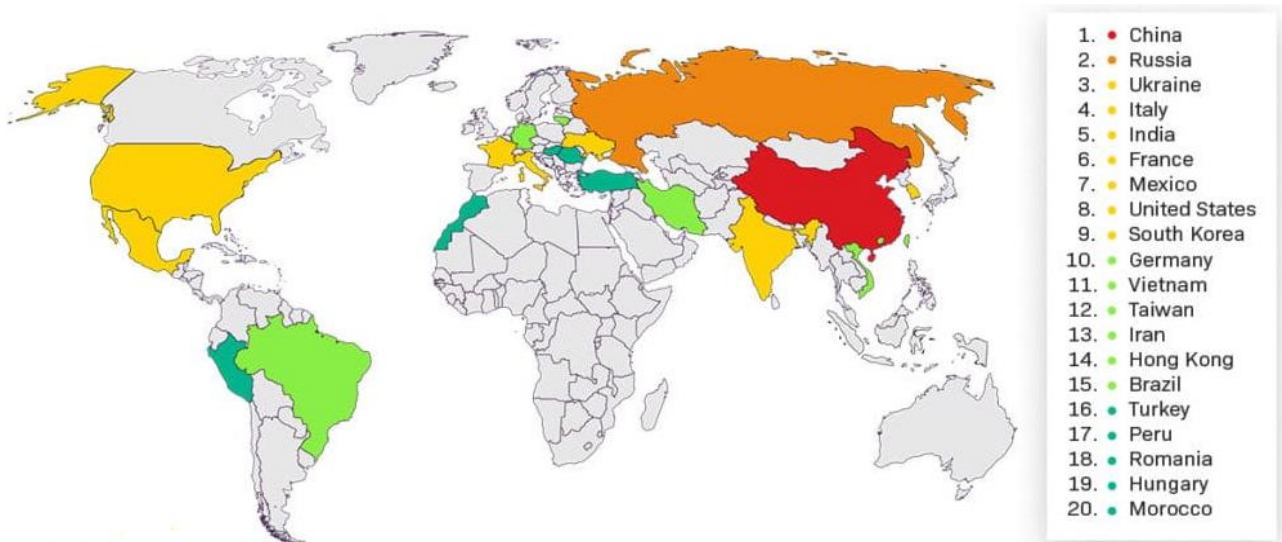 1. China
2. Russia
3. Ukraine
4. Italy
5. India
6. France
7. Mexico
8. United States
9. South Korea
10. Germany
11. Vietnam
12. Taiwan
13. Iran
14. Hong Kong
15. Brazil
16. Turkey
17. Peru
18. Romania
19. Hungary
20. Morocco